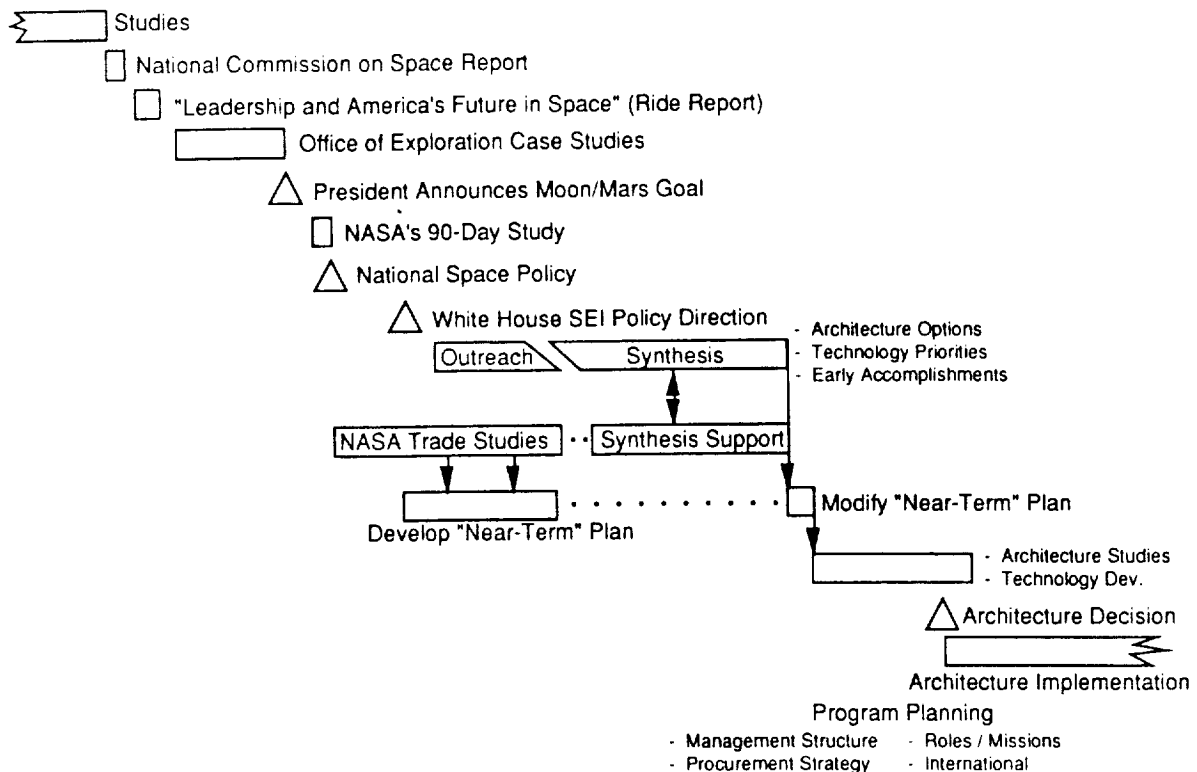 Studies
National Commission on Space Report
"Leadership and America's Future in Space" (Ride Report)
Office of Exploration Case Studies
President Announces Moon/Mars Goal
NASA's 90-Day Study
National Space Policy
White House SEI Policy Direction
Outreach
Synthesis
- Architecture Options
- Technology Priorities
- Early Accomplishments
NASA Trade Studies
Synthesis Support
Modify "Near-Term" Plan
Develop "Near-Term" Plan
- Architecture Studies
- Technology Dev.
Architecture Decision
Architecture Implementation
Program Planning
- Management Structure - Roles / Missions
- Procurement Strategy - International